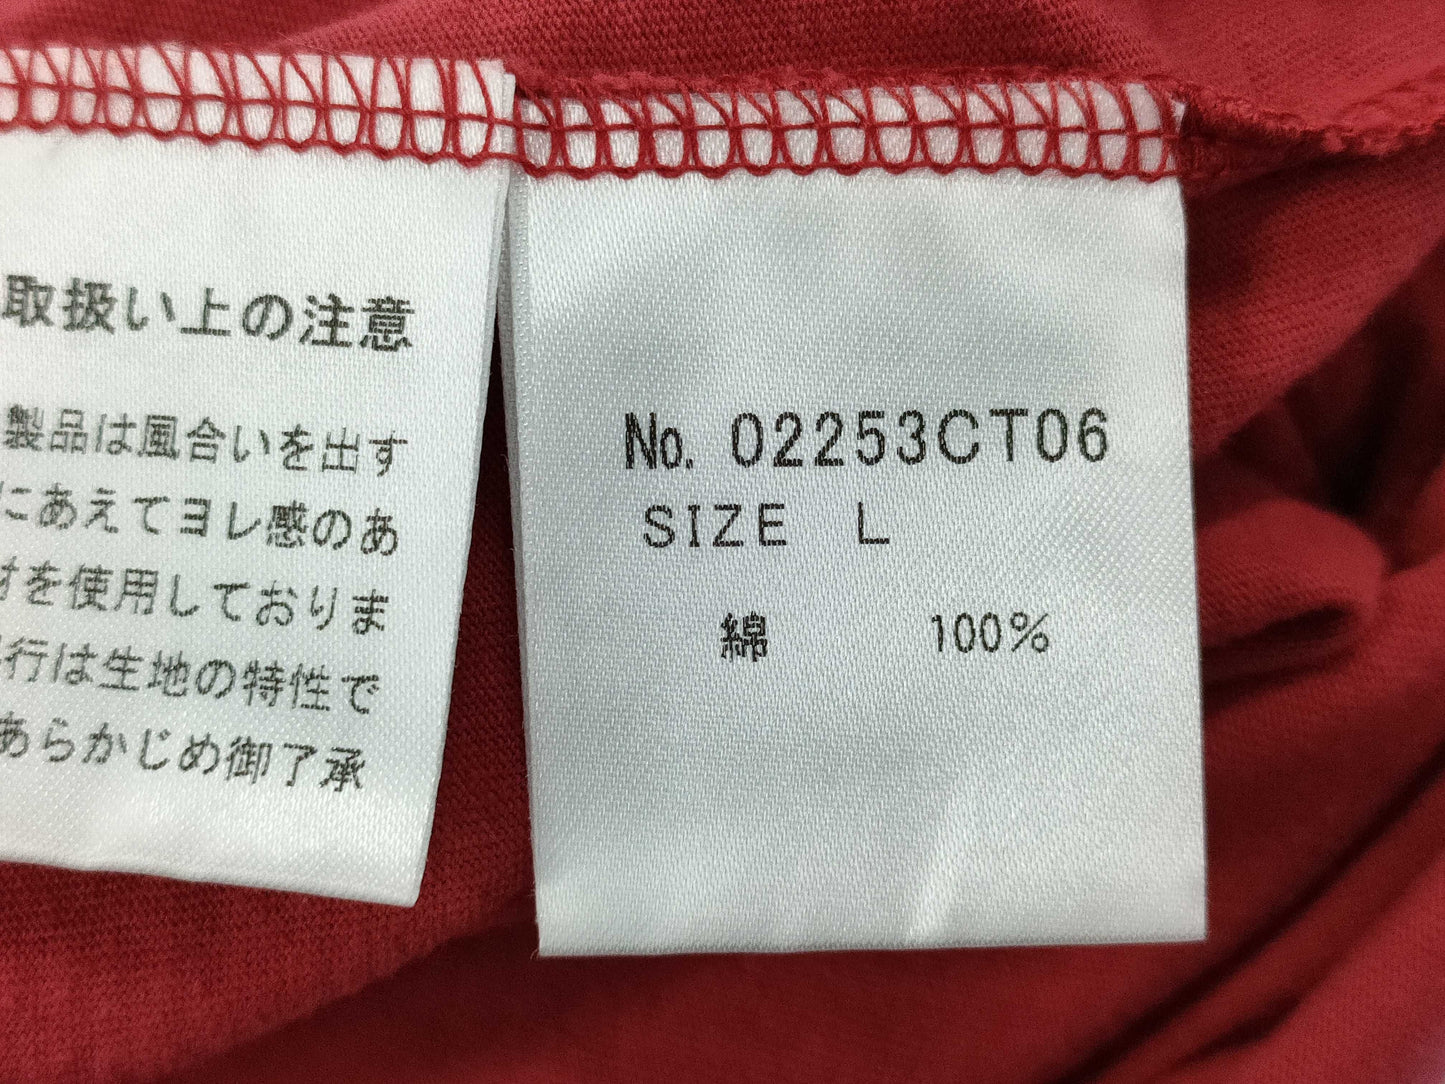 取扱い上の注意
製品は風合いを出す
にあえてヨレ感のあ
材を使用しておりま
行は生地の特性で
あらかじめ御了承
No. 02253CT06
SIZE L
綿 100%